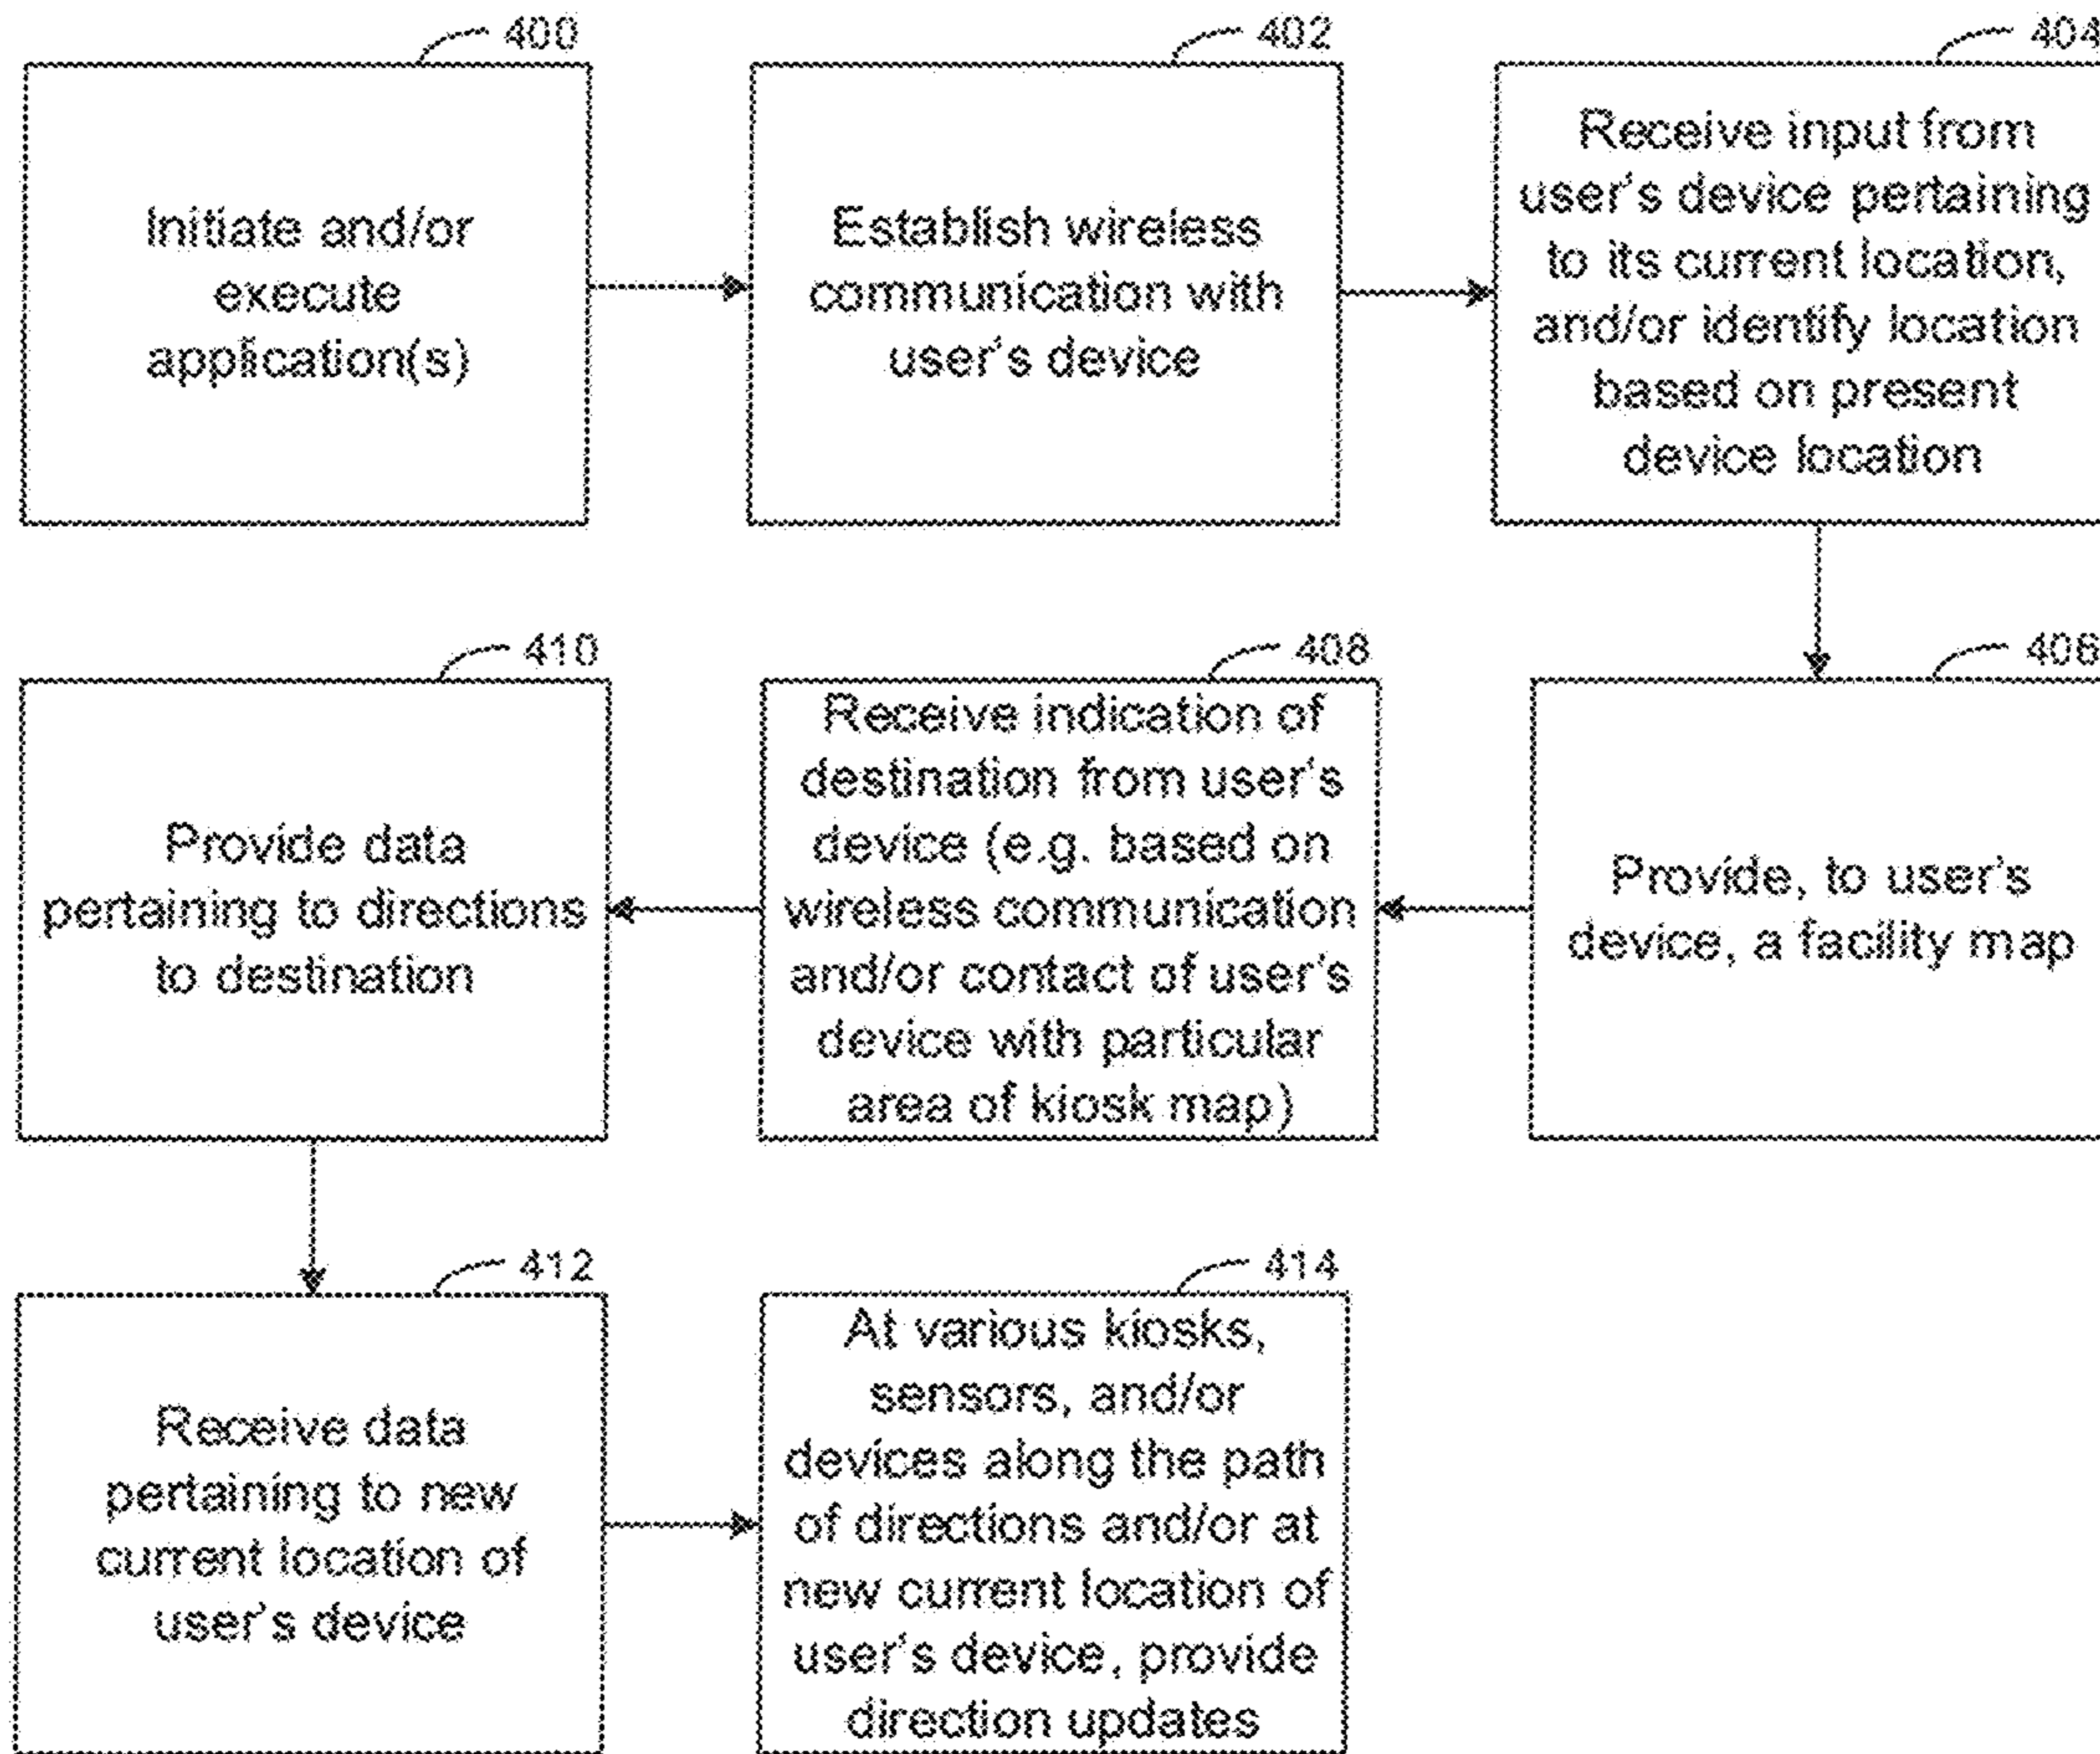 400
Initiate and/or
execute
application(s)
402
Establish wireless
communication with
user's device
404
Receive input from
user's device pertaining
to its current location,
and/or identify location
based on present
device location
406
Provide, to user's
device, a facility map
408
Receive indication of
destination from user's
device (e.g. based on
wireless communication
and/or contact of user's
device with particular
area of kiosk map)
410
Provide data
pertaining to directions
to destination
412
Receive data
pertaining to new
current location of
user's device
414
At various kiosks,
sensors, and/or
devices along the path
of directions and/or at
new current location of
user's device, provide
direction updates